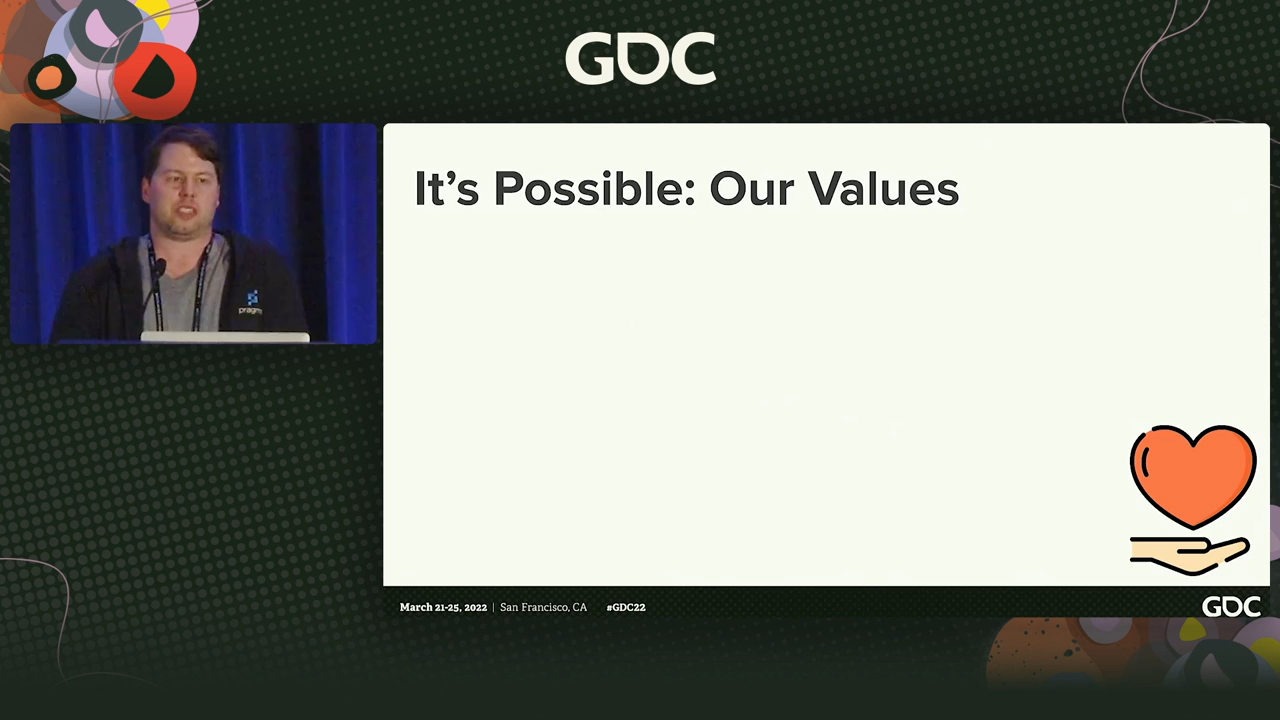 GDC
It’s Possible: Our Values
March 21-25, 2022 | San Francisco, CA #GDC22
GDC